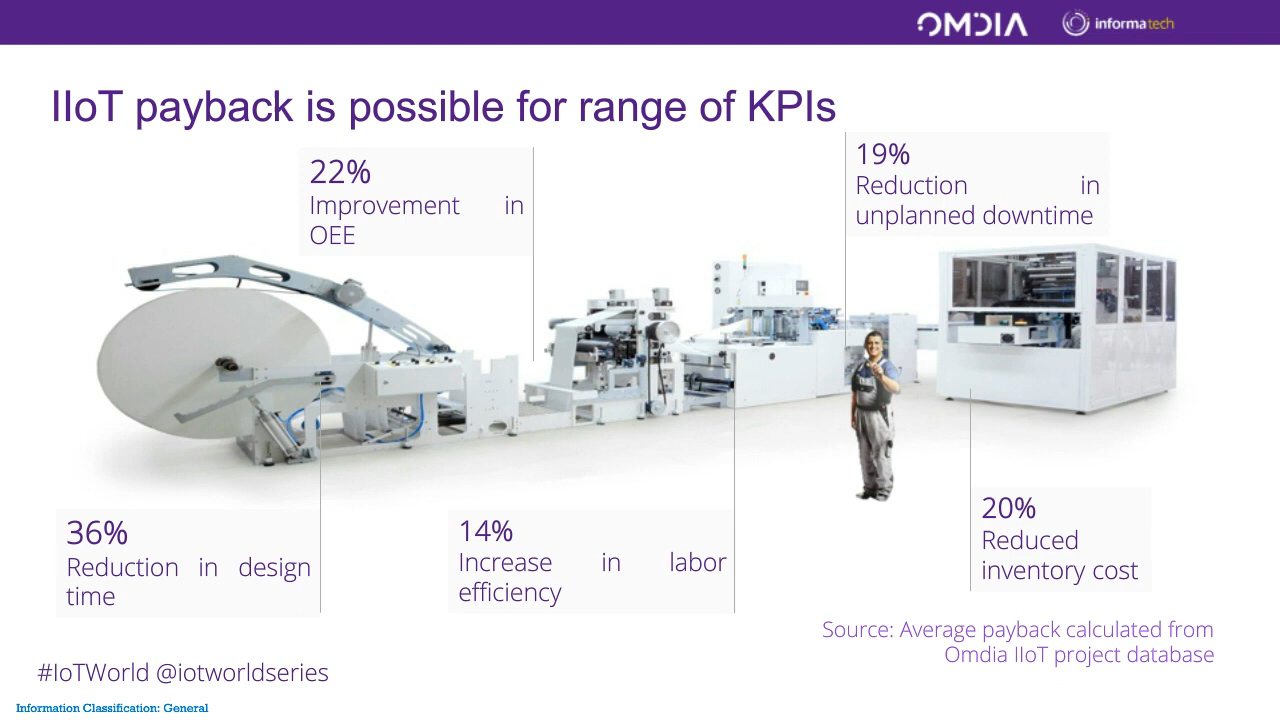 OMDIA informa tech
IIoT payback is possible for range of KPIs
22%
Improvement in
OEE
19%
Reduction in
unplanned downtime
36%
Reduction in design
time
14%
Increase in labor
efficiency
20%
Reduced
inventory cost
Source: Average payback calculated from
Omdia IIoT project database
#IoTWorld @iotworldseries
Information Classification: General